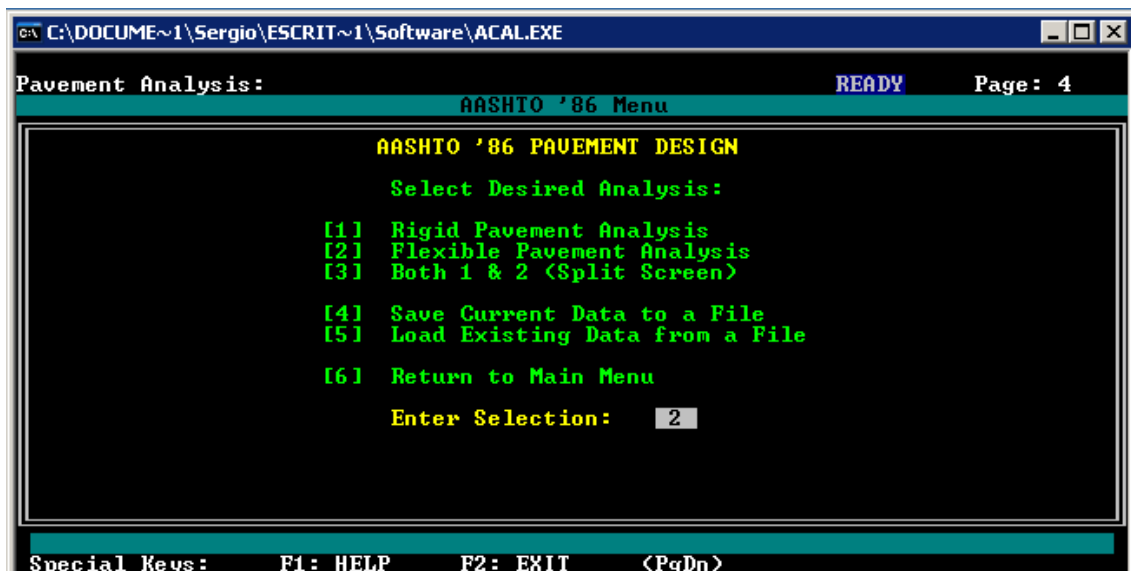 C:\DOCUME~1\Sergio\ESCRIT~1\Software\ACAL.EXE
Pavement Analysis: READY Page: 4
AASHTO '86 Menu
AASHTO '86 PAVEMENT DESIGN
Select Desired Analysis:
[1] Rigid Pavement Analysis
[2] Flexible Pavement Analysis
[3] Both 1 & 2 (Split Screen)
[4] Save Current Data to a File
[5] Load Existing Data from a File
[6] Return to Main Menu
Enter Selection: 2
Special Keys: F1: HELP F2: EXIT (PgDn)